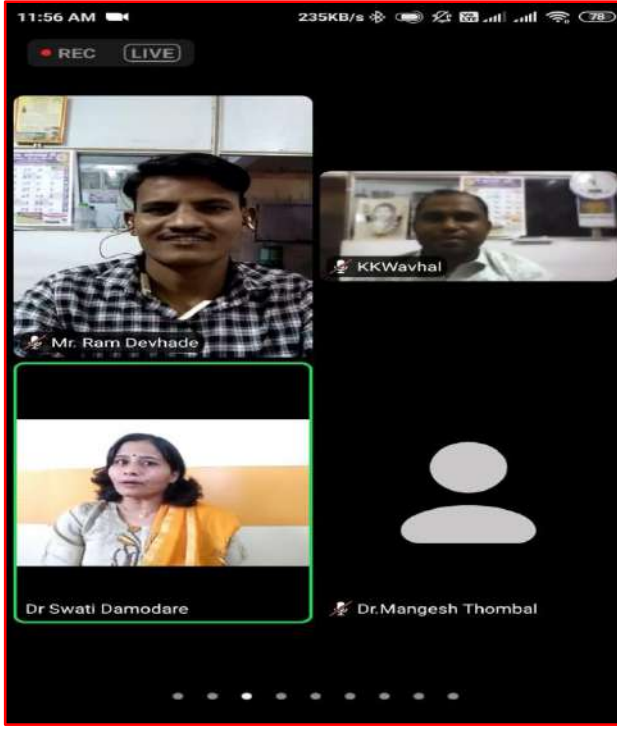 11:56 AM 235KB/s 78
REC LIVE
KKWavhal
Mr. Ram Devhade
Dr Swati Damodare
Dr.Mangesh Thombal